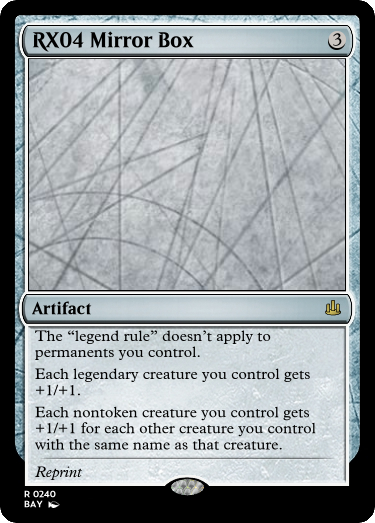 RX04 Mirror Box
3
Artifact
The “legend rule” doesn't apply to
permanents you control.
Each legendary creature you control gets
+1/+1.
Each nontoken creature you control gets
+1/+1 for each other creature you control
with the same name as that creature.
Reprint
R 0240
BAY